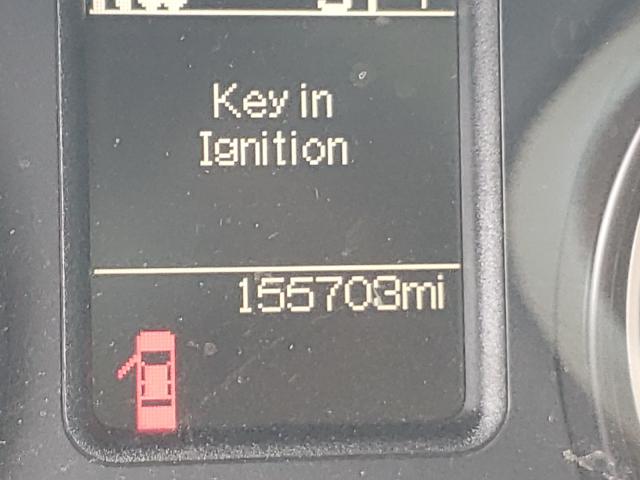 Key in
Ignition
155703mi